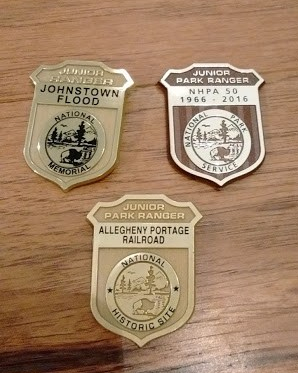 JUNIOR
RANGER
JOHNSTOWN
FLOOD
NATIONAL
MEMORIAL
JUNIOR
PARK RANGER
NHPA 50
1966 - 2016
NATIONAL PARK
SERVICE
JUNIOR
PARK RANGER
ALLEGHENY PORTAGE
RAILROAD
NATIONAL
HISTORIC SITE